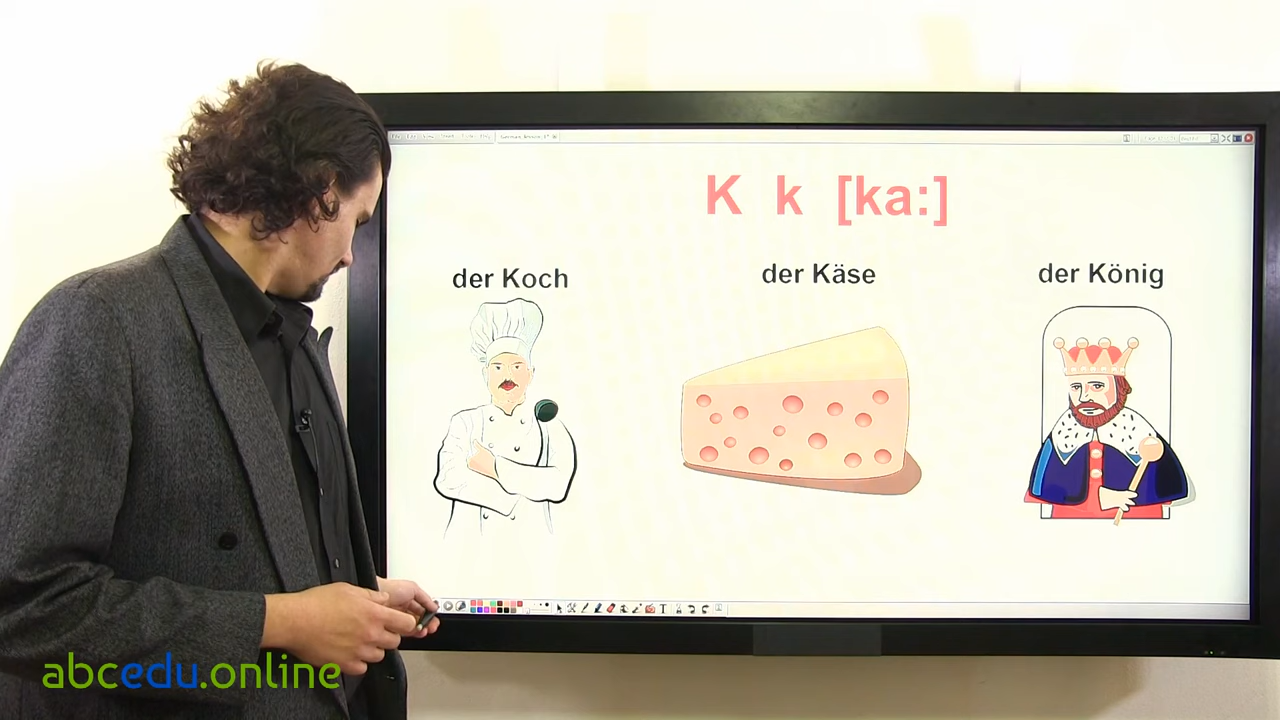 K k [ka:]
der Koch
der Käse
der König
abcedu.online